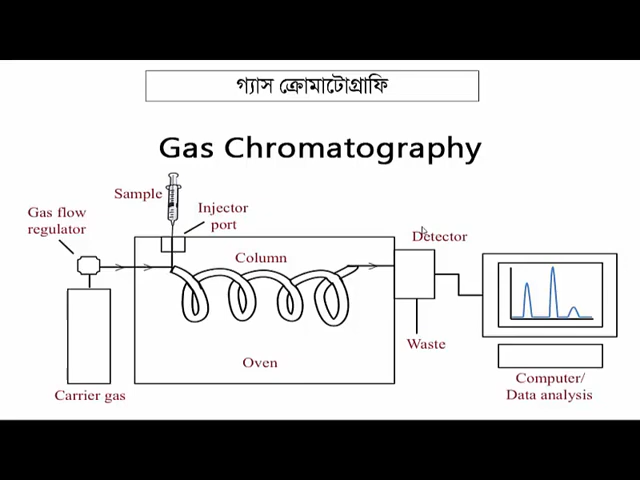 গ্যাস ক্রোমাটোগ্রাফি
Gas Chromatography
Sample
Gas flow
regulator
Injector
port
Column
Detector
Oven
Waste
Carrier gas
Computer/
Data analysis